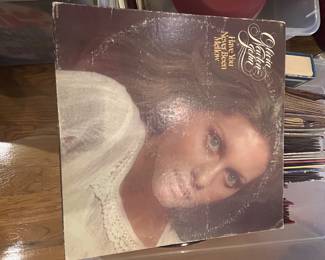 Olivia
Newton
John
Have You
Never Been
Mellow